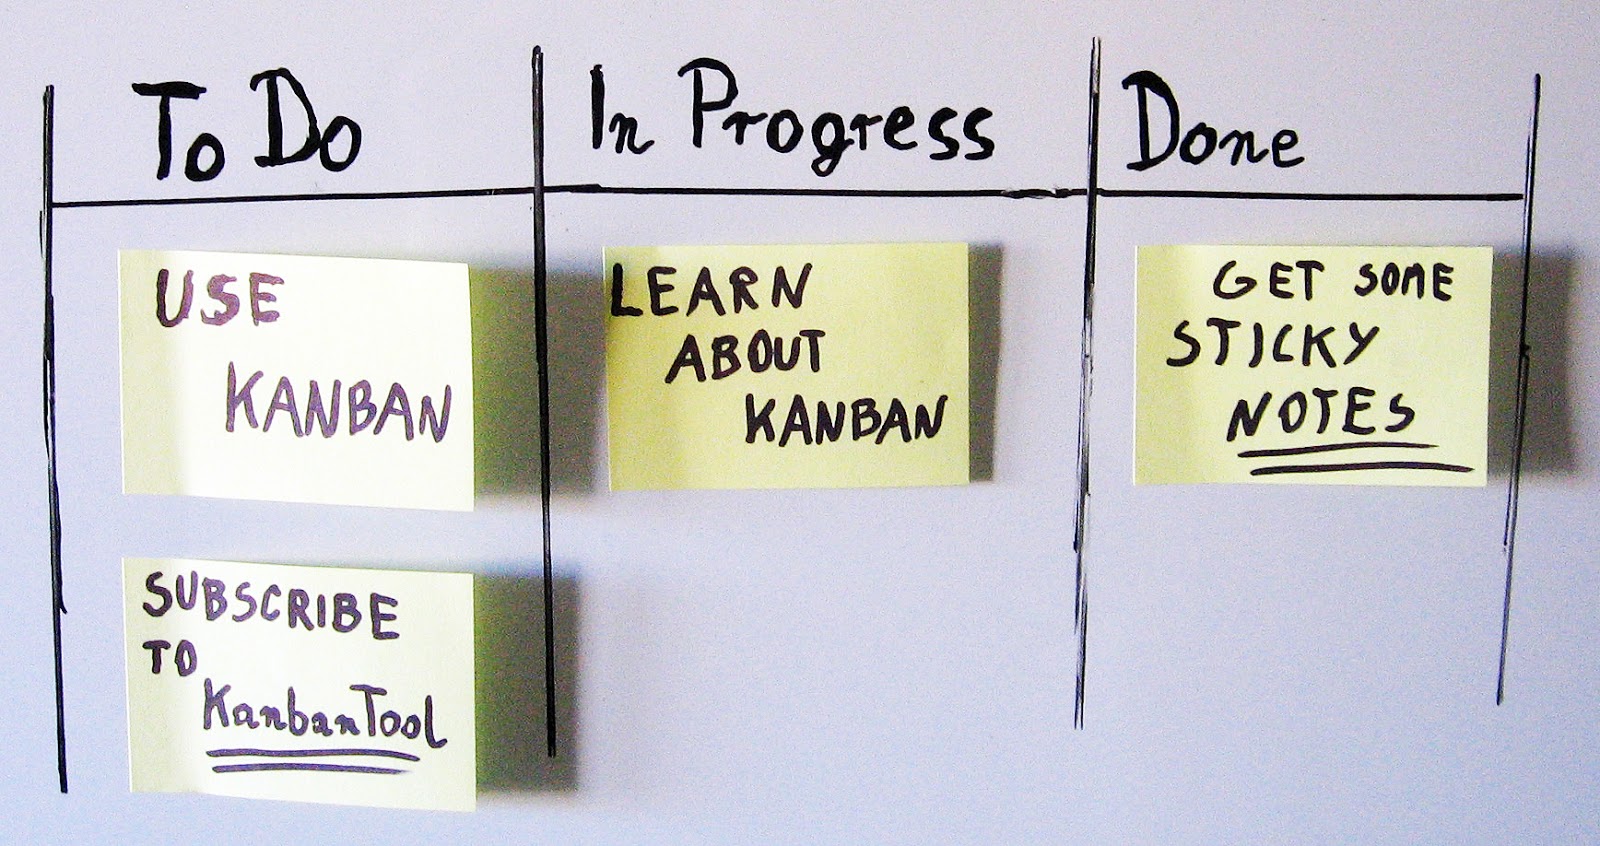 To Do
In Progress
Done
USE
KANBAN
SUBSCRIBE
TO
KanbanTool
LEARN
ABOUT
KANBAN
GET SOME
STICKY
NOTES